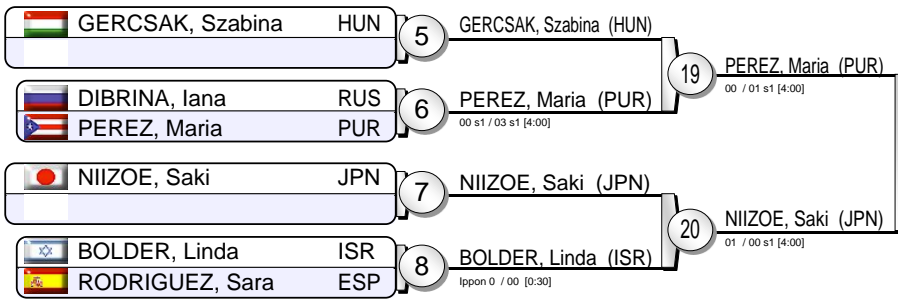 GERCSAK, Szabina HUN
5
GERCSAK, Szabina (HUN)
19
PEREZ, Maria (PUR)
00 / 01 s1 [4:00]
DIBRINA, Iana RUS
PEREZ, Maria PUR
6
PEREZ, Maria (PUR)
00 s1 / 03 s1 [4:00]
NIIZOE, Saki JPN
7
NIIZOE, Saki (JPN)
20
NIIZOE, Saki (JPN)
01 / 00 s1 [4:00]
BOLDER, Linda ISR
RODRIGUEZ, Sara ESP
8
BOLDER, Linda (ISR)
Ippon 0 / 00 [0:30]